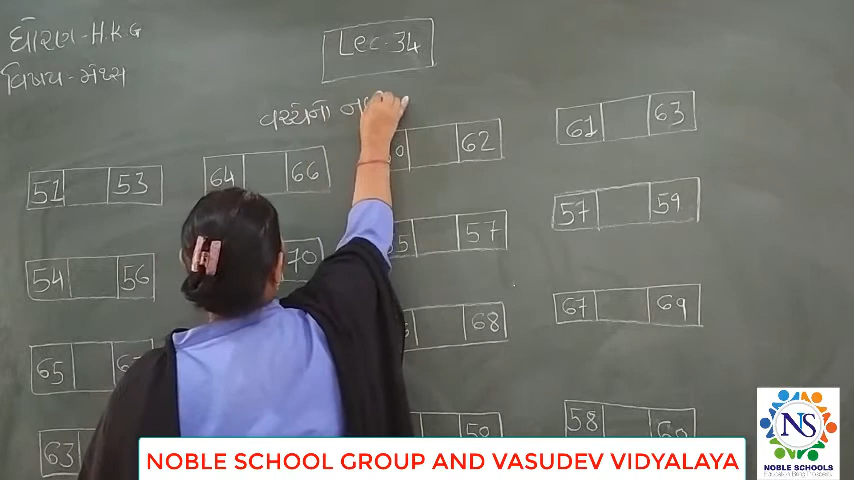 ધોરણ - H.K.G
વિષય - મેથ્સ
Lec-34
વચ્ચેનો
51 53
64 66
62
61 63
54 56
70
57
57 59
65
68
67 69
63
58 60
NOBLE SCHOOL GROUP AND VASUDEV VIDYALAYA
NS
NOBLE SCHOOLS